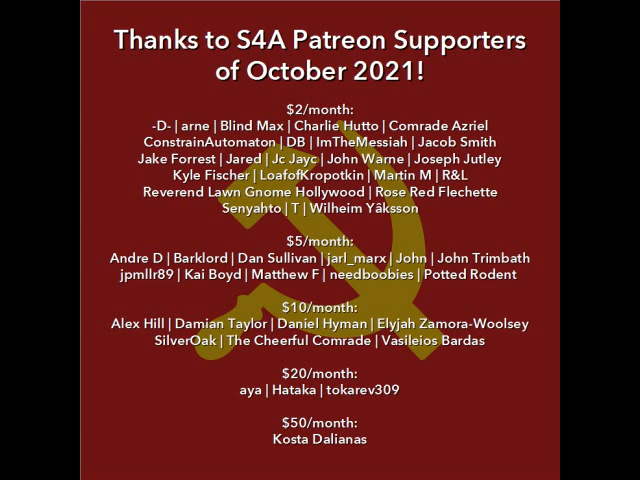 Thanks to S4A Patreon Supporters
of October 2021!
$2/month:
-D- | arne | Blind Max | Charlie Hutto | Comrade Azriel
ConstrainAutomaton | DB | ImTheMessiah | Jacob Smith
Jake Forrest | Jared | Jc Jayc | John Warne | Joseph Jutley
Kyle Fischer | LoafofKropotkin | Martin M | R&L
Reverend Lawn Gnome Hollywood | Rose Red Flechette
Senyahto | T | Wilheim Yâksson
$5/month:
Andre D | Barklord | Dan Sullivan | jarl_marx | John | John Trimbath
jpmllr89 | Kai Boyd | Matthew F | needboobies | Potted Rodent
$10/month:
Alex Hill | Damian Taylor | Daniel Hyman | Elyjah Zamora-Woolsey
SilverOak | The Cheerful Comrade | Vasileios Bardas
$20/month:
aya | Hataka | tokarev309
$50/month:
Kosta Dalianas